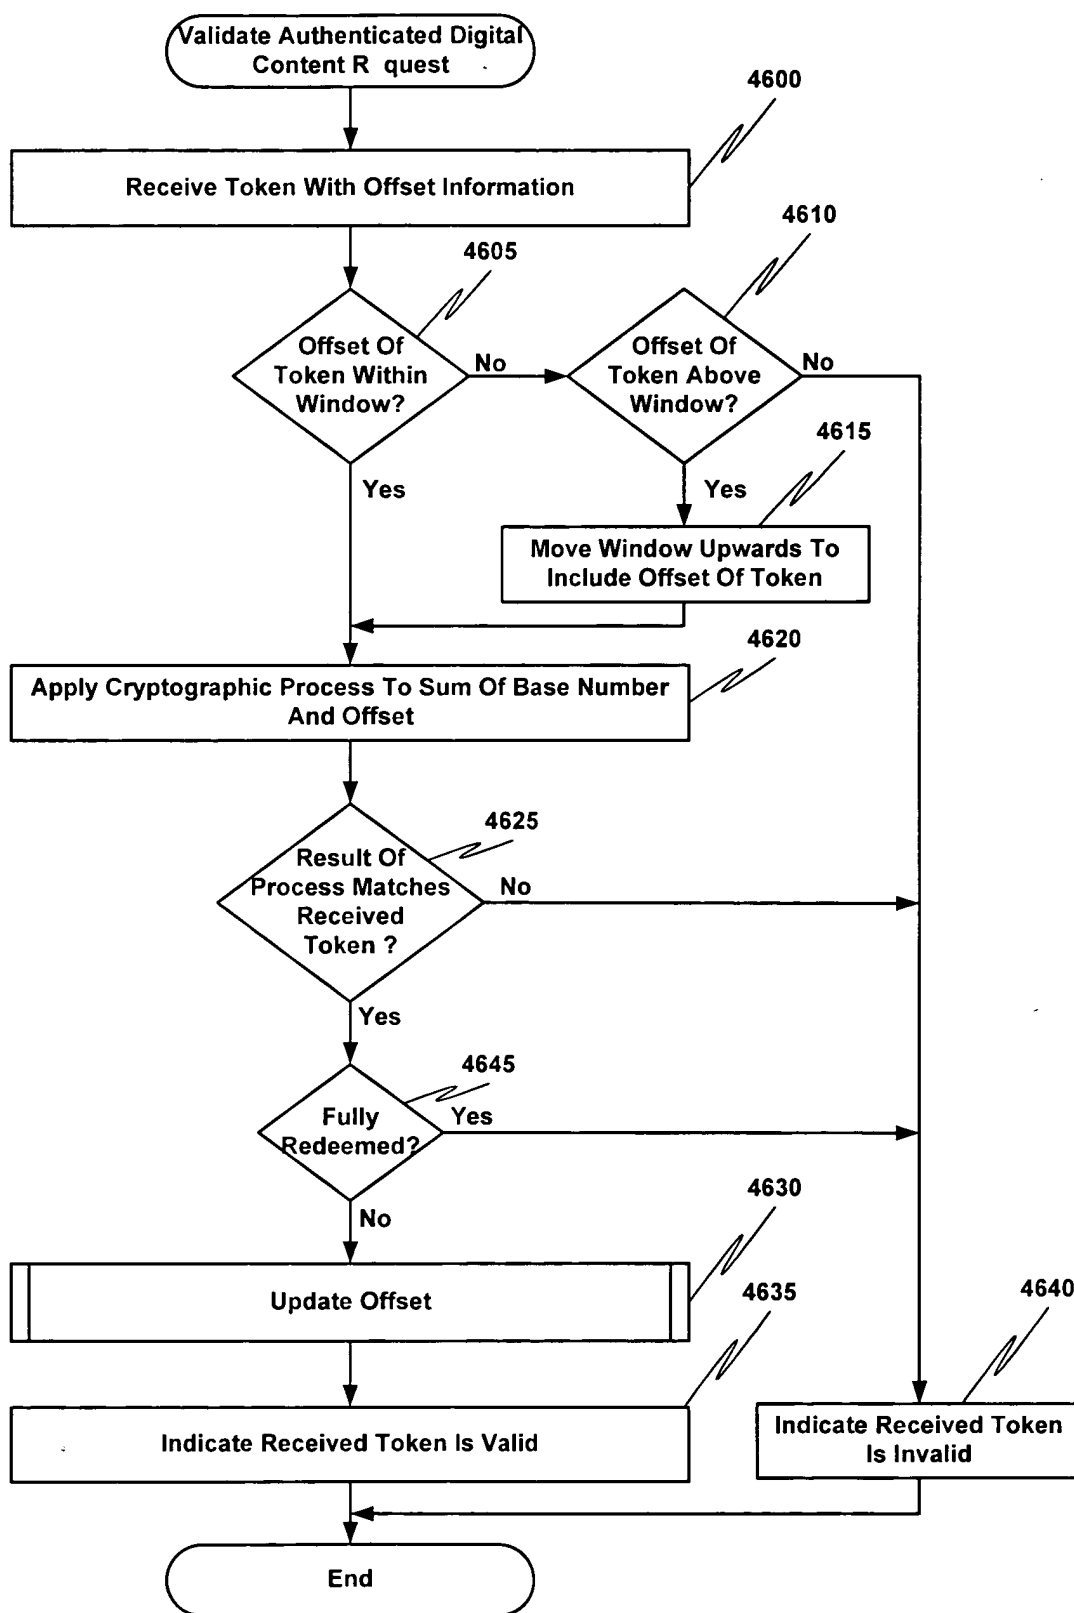 Validate Authenticated Digital
Content R quest
4600
Receive Token With Offset Information
4605
4610
Offset Of
Token Within
Window?
No
Offset Of
Token Above
Window?
No
Yes
Yes
4615
Move Window Upwards To
Include Offset Of Token
4620
Apply Cryptographic Process To Sum Of Base Number
And Offset
4625
Result Of
Process Matches
Received
Token ?
No
Yes
4645
Fully
Redeemed?
Yes
No
4630
Update Offset
4635
4640
Indicate Received Token Is Valid
Indicate Received Token
Is Invalid
End